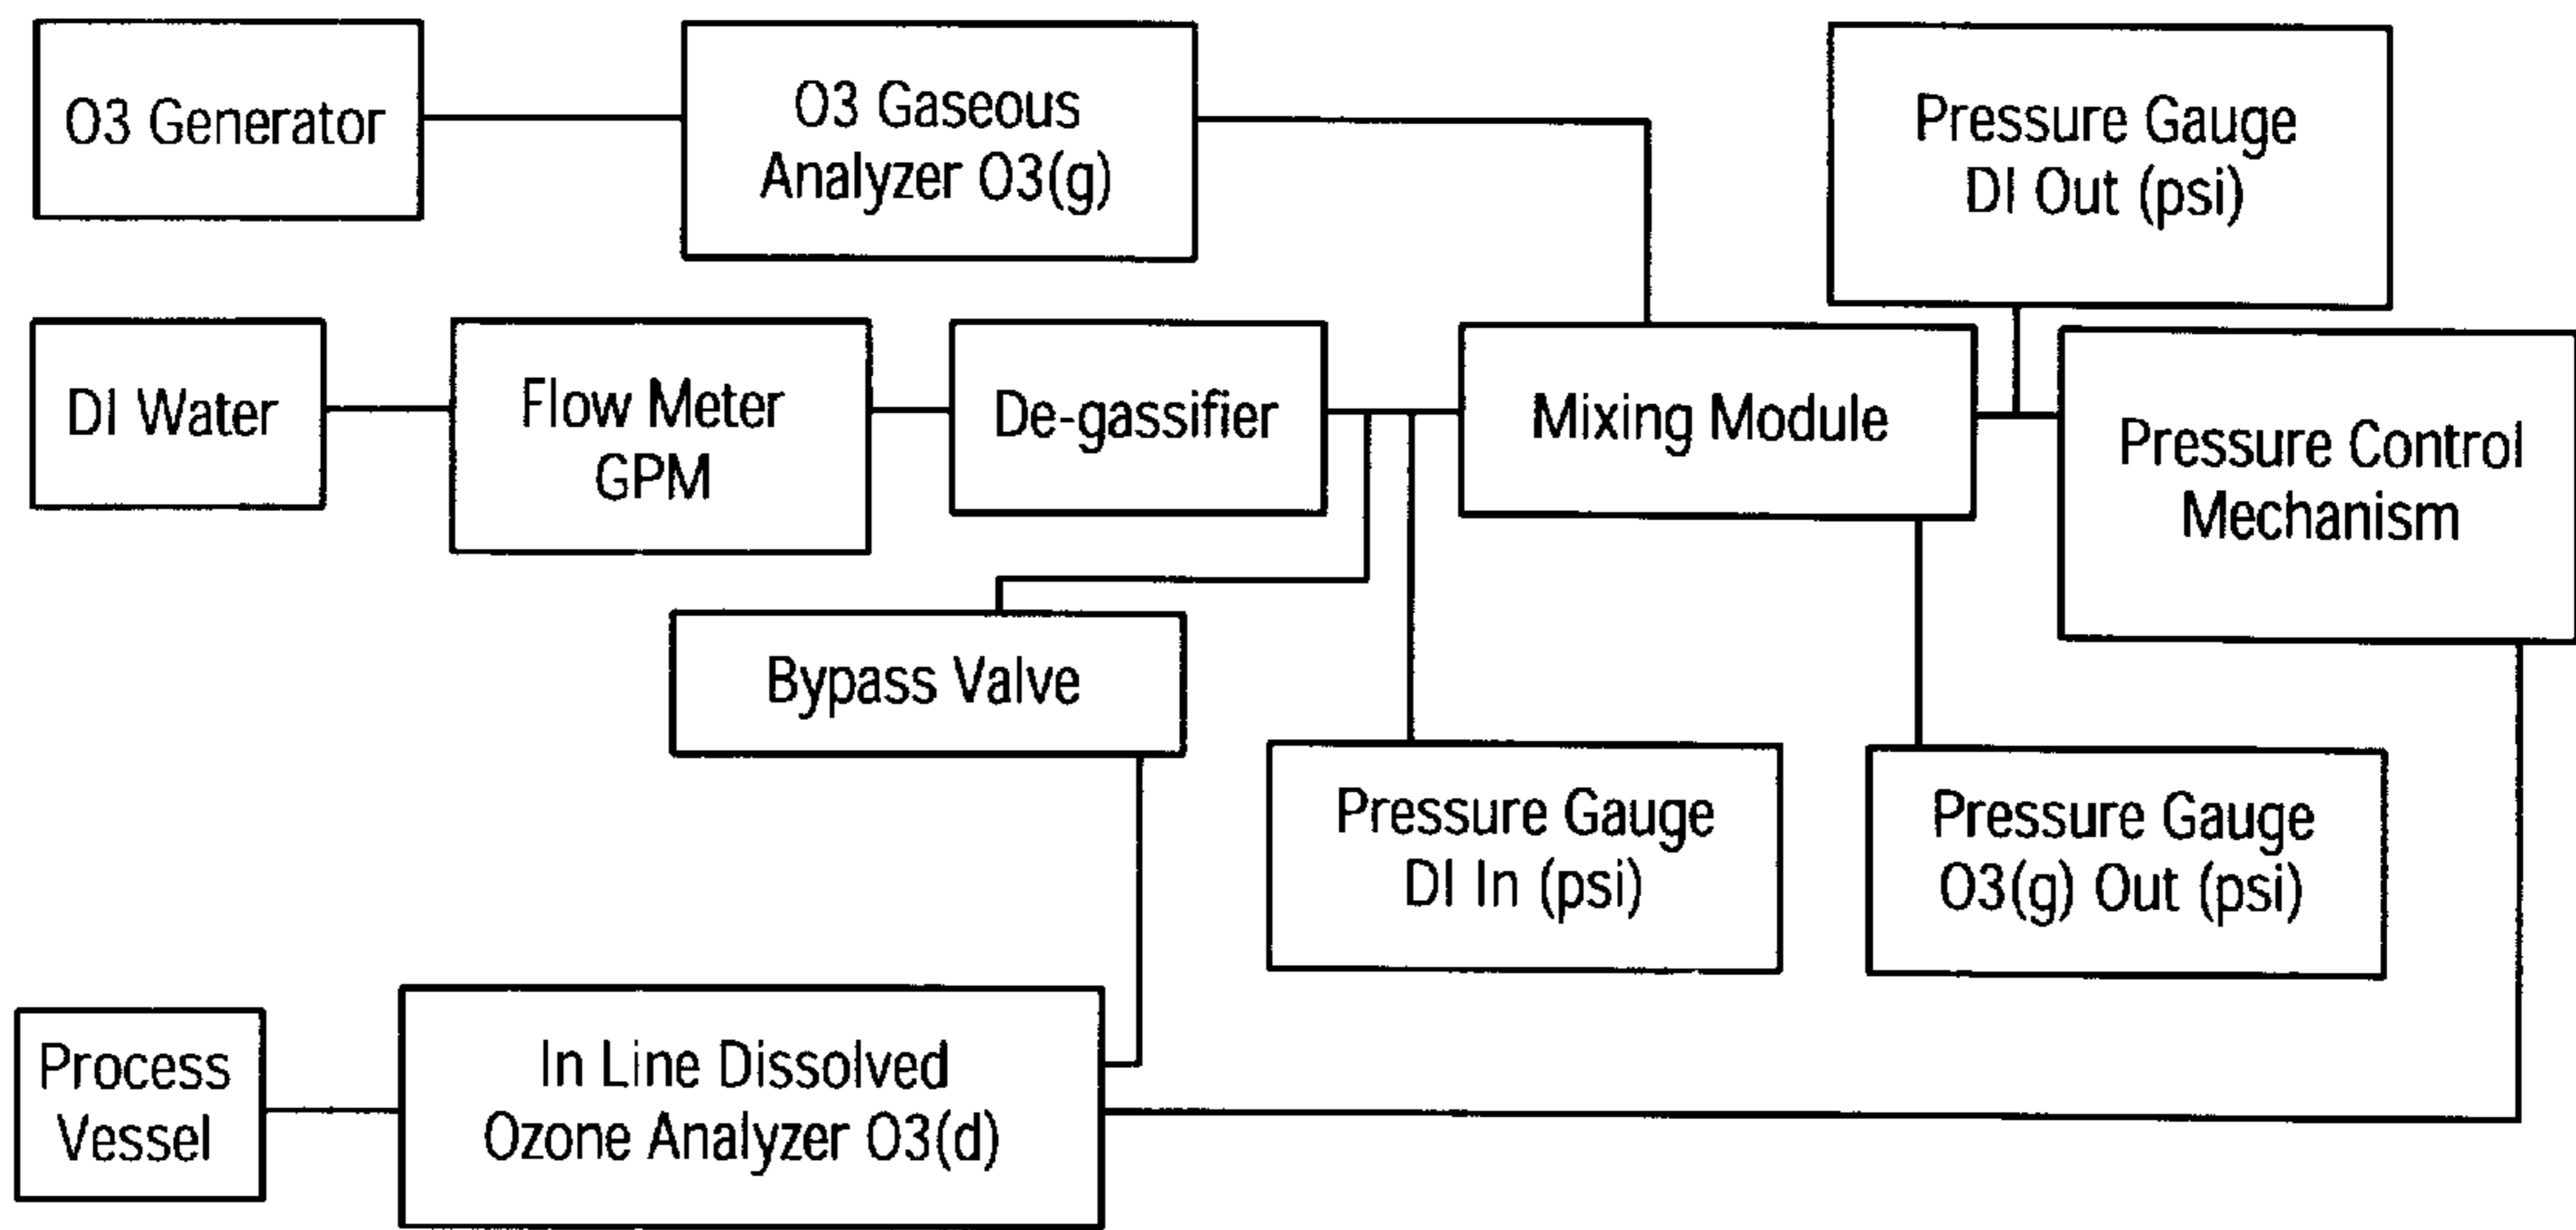 O3 Generator
O3 Gaseous
Analyzer O3(g)
Pressure Gauge
DI Out (psi)
DI Water
Flow Meter
GPM
De-gassifier
Mixing Module
Pressure Control
Mechanism
Bypass Valve
Pressure Gauge
DI In (psi)
Pressure Gauge
O3(g) Out (psi)
Process
Vessel
In Line Dissolved
Ozone Analyzer O3(d)